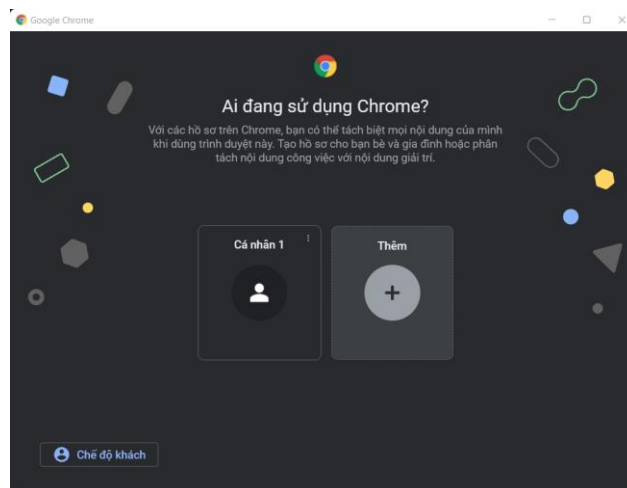 Google Chrome
Ai đang sử dụng Chrome?
Với các hồ sơ trên Chrome, bạn có thể tách biệt mọi nội dung của mình
khi dùng trình duyệt này. Tạo hồ sơ cho bạn bè và gia đình hoặc phân
tách nội dung công việc với nội dung giải trí.
Cá nhân 1
Thêm
Chế độ khách